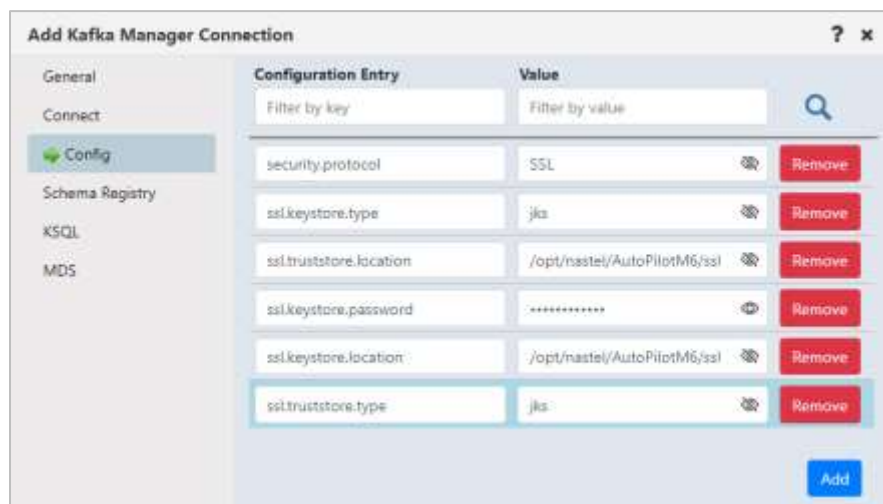 Add Kafka Manager Connection ? ×
General
Connect
Config
Schema Registry
KSQL
MDS
Configuration Entry Value
Filter by key Filter by value
security.protocol SSL Remove
ssl.keystore.type jks Remove
ssl.truststore.location /opt/nastel/AutoPilotM6/ssl Remove
ssl.keystore.password •••••••••••• Remove
ssl.keystore.location /opt/nastel/AutoPilotM6/ssl Remove
ssl.truststore.type jks Remove
Add